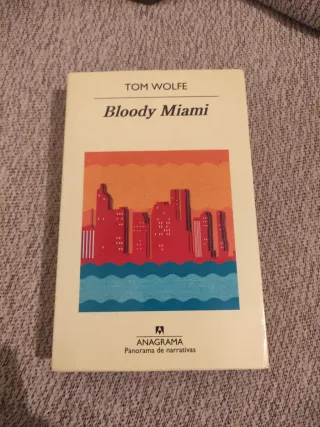 TOM WOLFE
Bloody Miami
ANAGRAMA
Panorama de narrativas